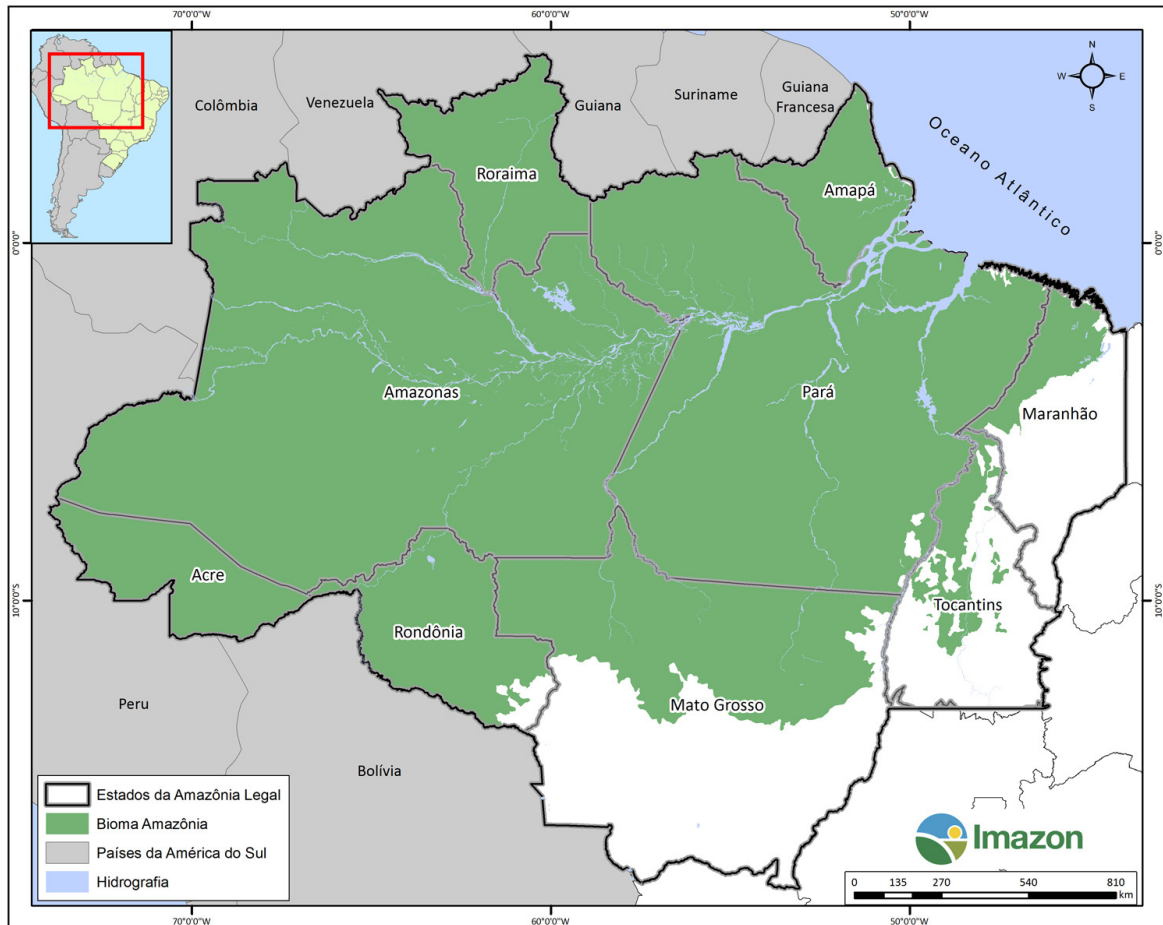 70°0'0"W
60°0'0"W
50°0'0"W
N
W
E
S
Colômbia
Venezuela
Guiana
Suriname
Guiana
Francesa
Oceano Atlântico
Roraima
Amapá
0°0'0"
0°0'0"
Amazonas
Pará
Maranhão
Acre
Rondônia
Tocantins
10°0'0"S
10°0'0"S
Mato Grosso
Peru
Bolívia
Estados da Amazônia Legal
Bioma Amazônia
Países da América do Sul
Hidrografia
Imazon
0 135 270 540 810
km
70°0'0"W
60°0'0"W
50°0'0"W